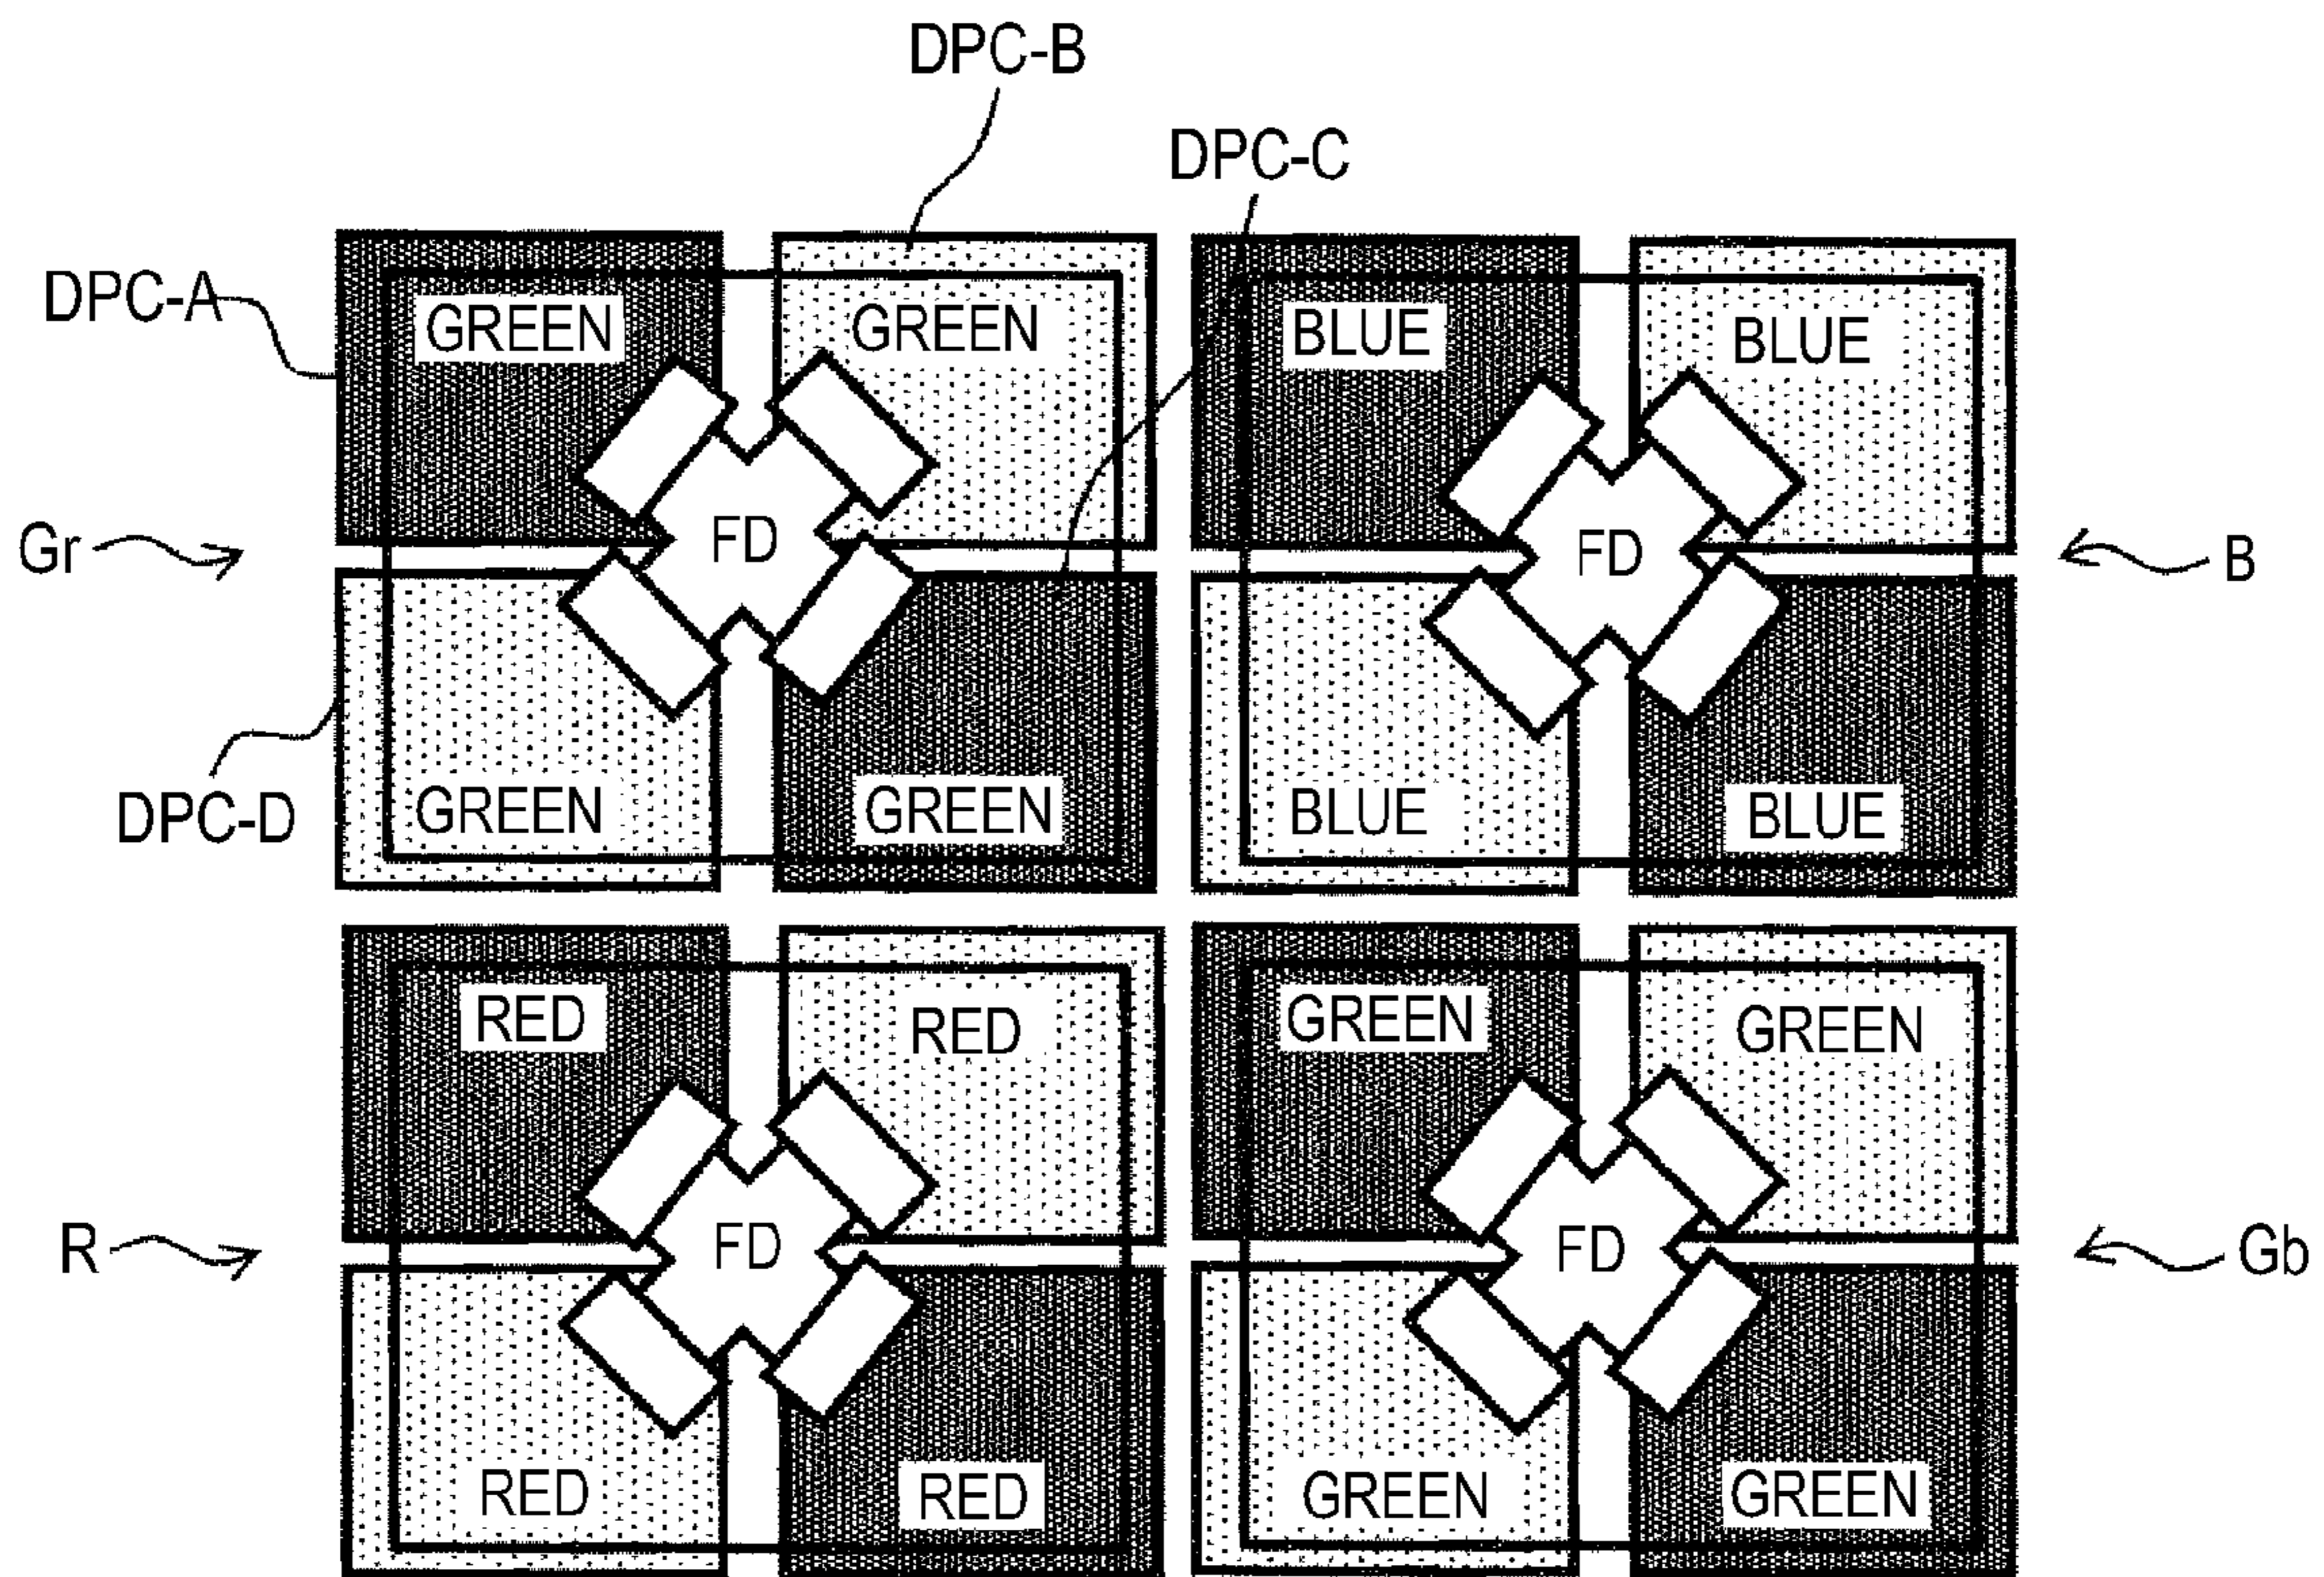 DPC-B
DPC-C
DPC-A
GREEN GREEN BLUE BLUE
Gr FD FD B
DPC-D GREEN GREEN BLUE BLUE
RED RED GREEN GREEN
R FD FD Gb
RED RED GREEN GREEN